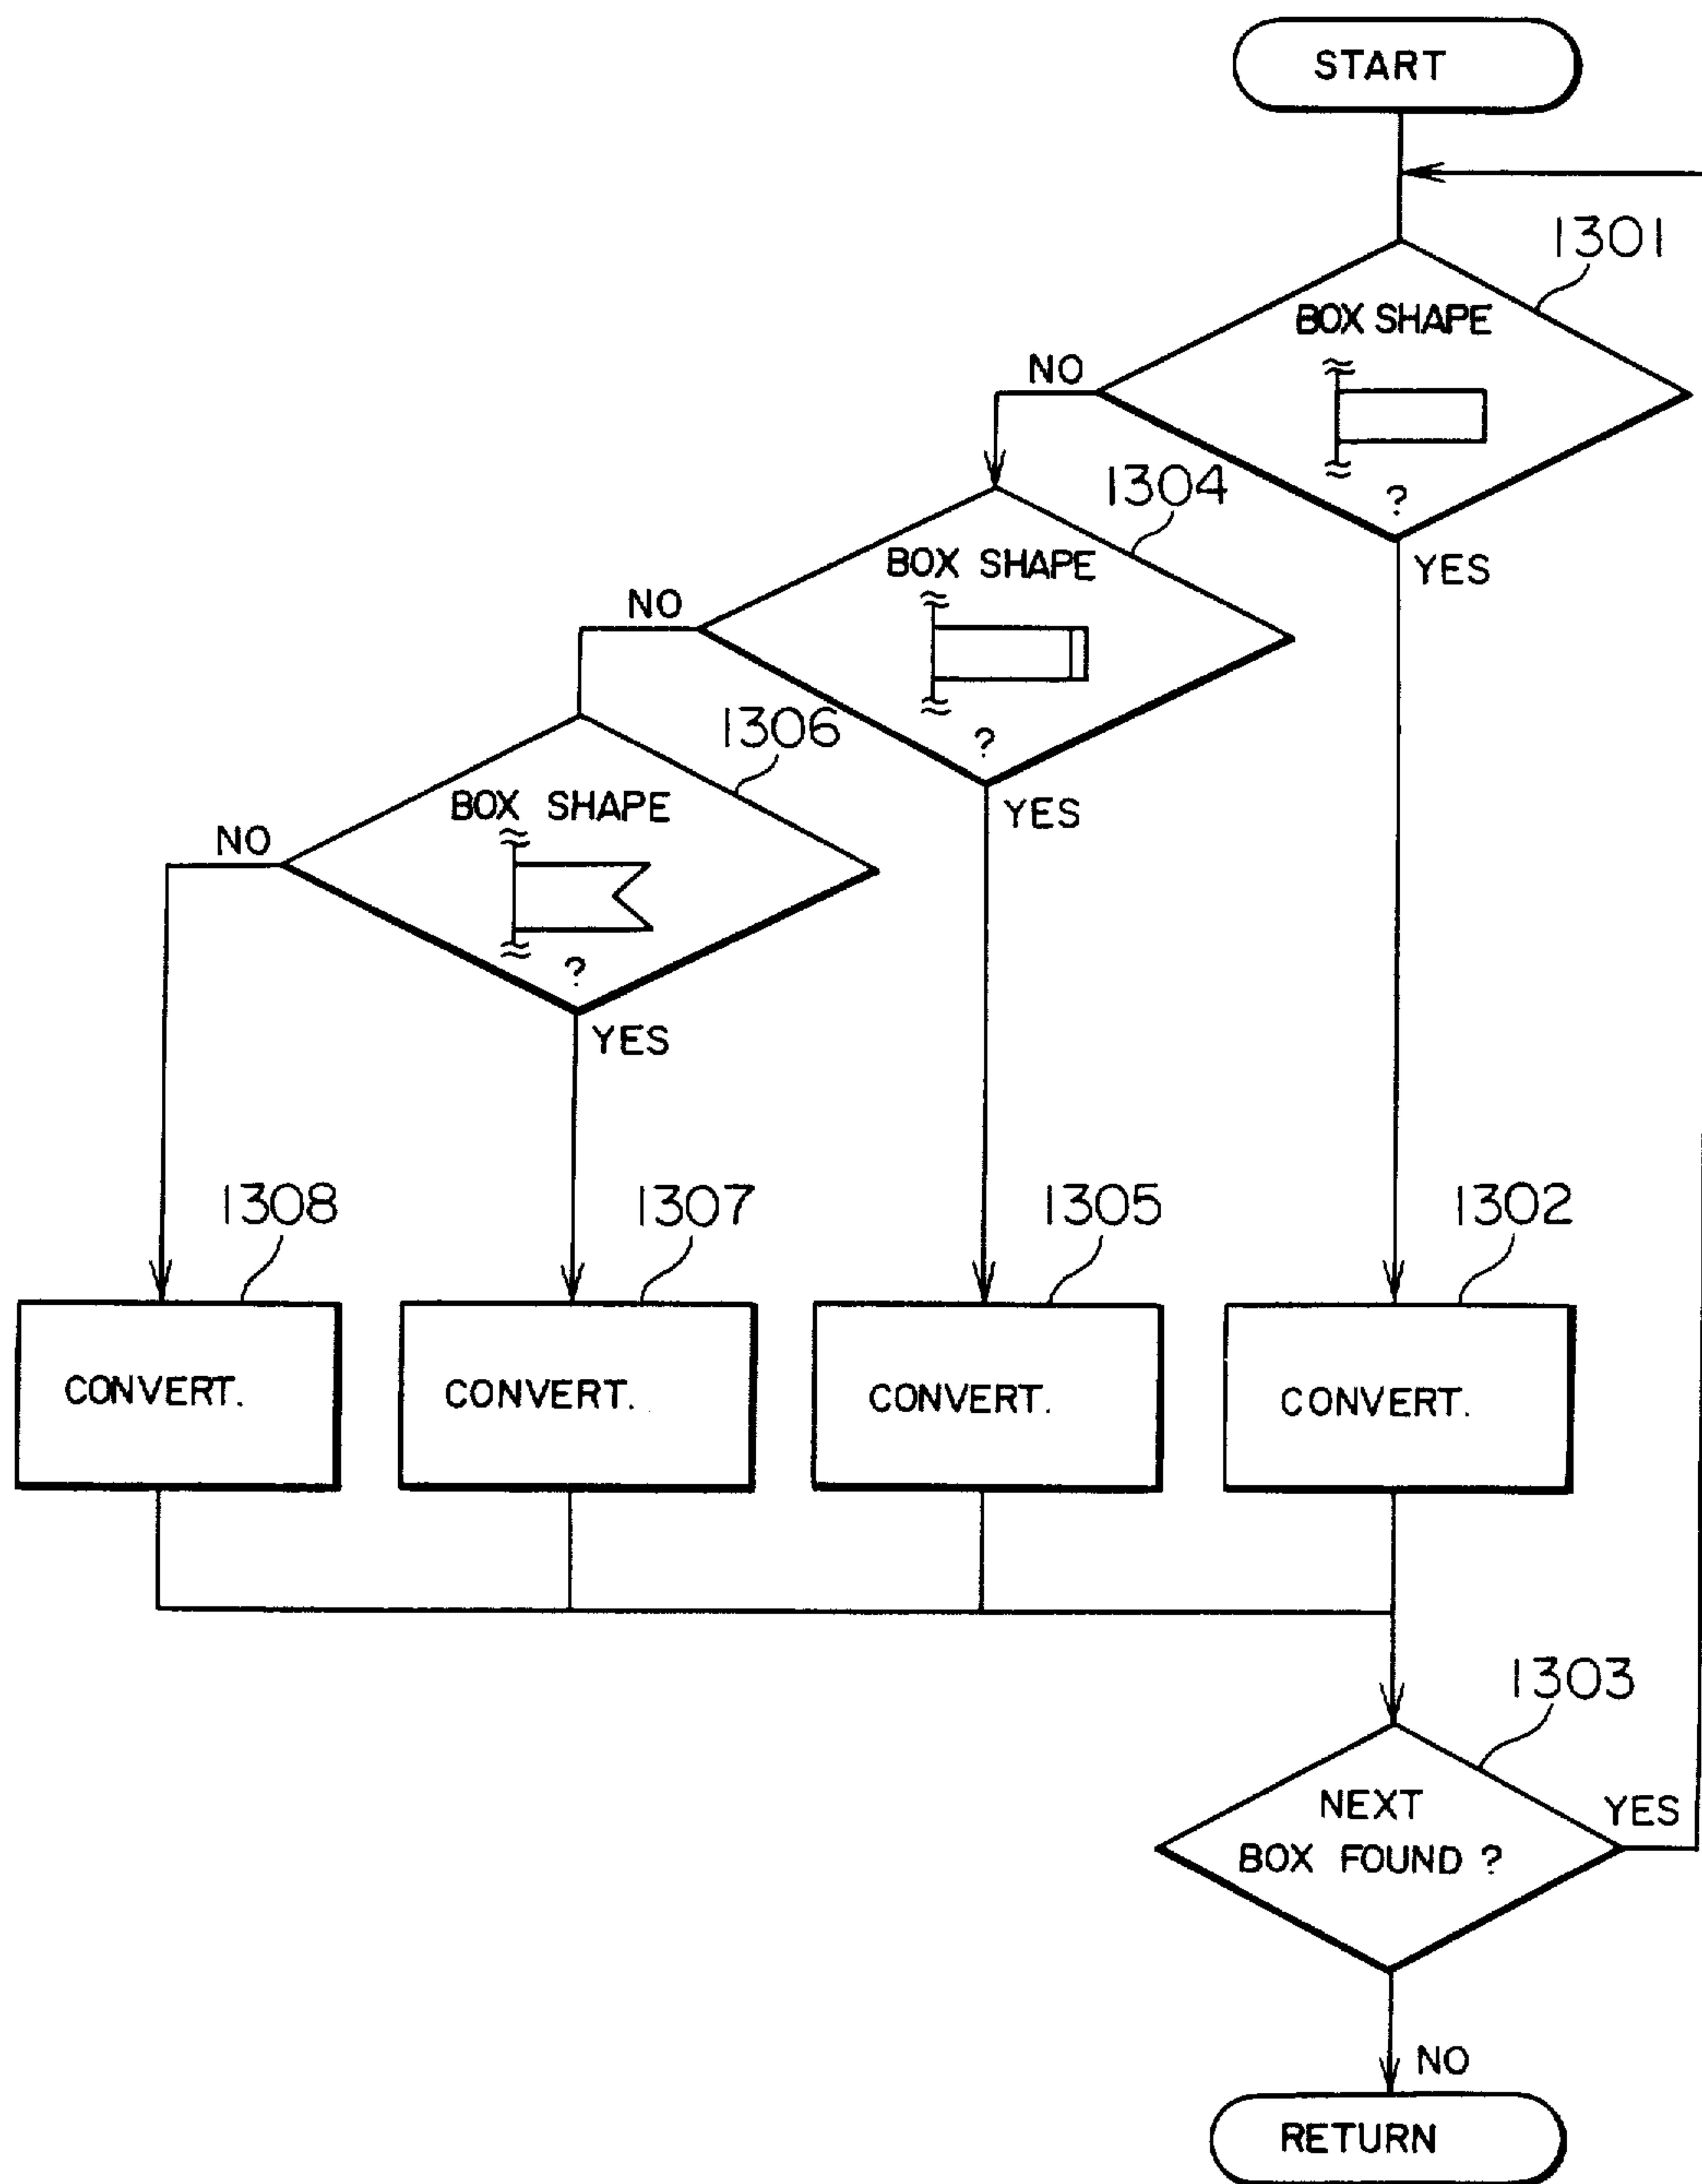 START
1301
BOX SHAPE
NO
?
YES
1304
BOX SHAPE
NO
?
YES
1306
BOX SHAPE
NO
?
YES
1308
1307
1305
1302
CONVERT.
CONVERT.
CONVERT.
CONVERT.
1303
NEXT
BOX FOUND ?
YES
NO
RETURN